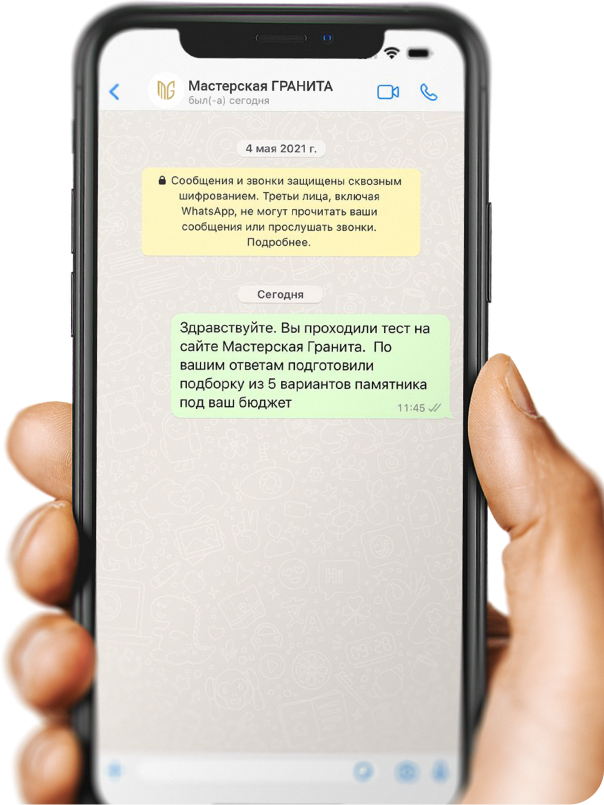 Мастерская ГРАНИТА
был(-а) сегодня
4 мая 2021 г.
Сообщения и звонки защищены сквозным
шифрованием. Третьи лица, включая
WhatsApp, не могут прочитать ваши
сообщения или прослушать звонки.
Подробнее.
Сегодня
Здравствуйте. Вы проходили тест на
сайте Мастерская Гранита. По
вашим ответам подготовили
подборку из 5 вариантов памятника
под ваш бюджет
11:45